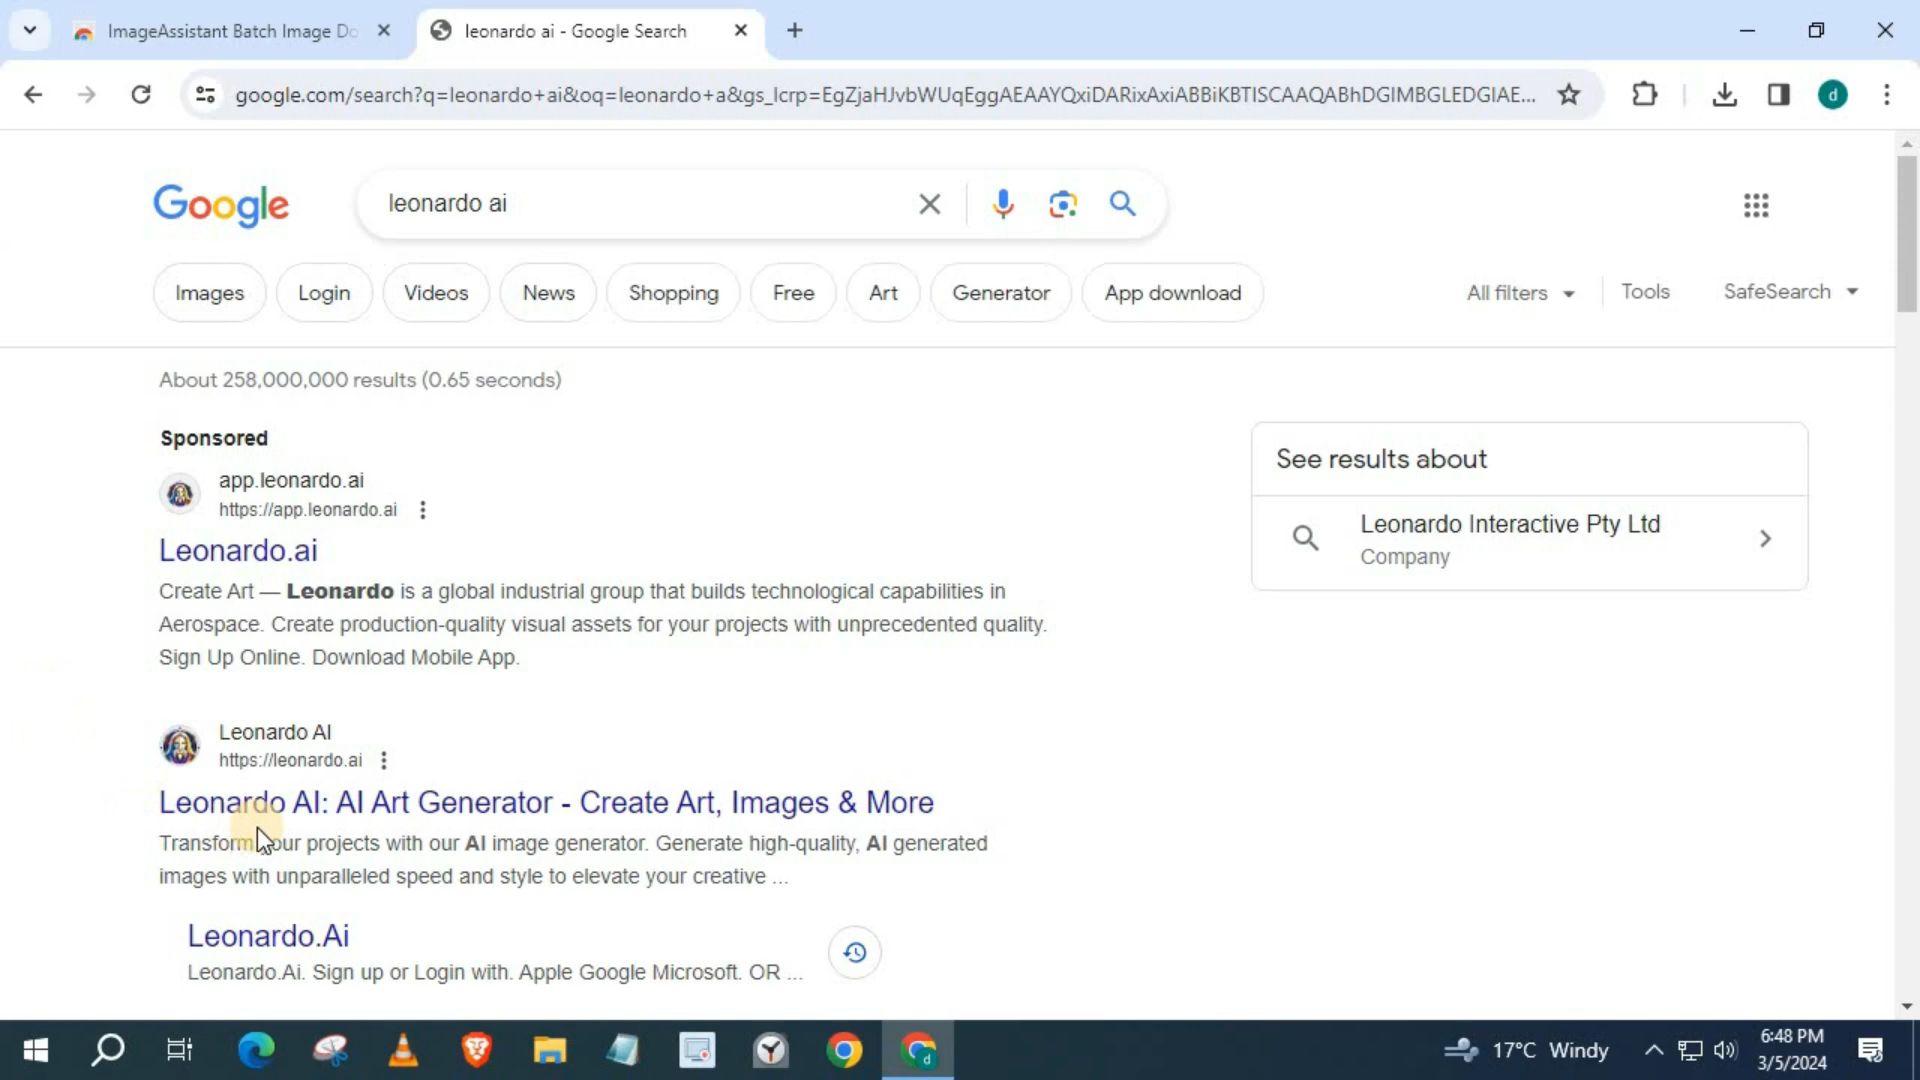 ImageAssistant Batch Image Do
leonardo ai - Google Search
google.com/search?q=leonardo+ai&oq=leonardo+a&gs_lcrp=EgZjaHJvbWUqEggAEAAYQxiDARixAxiABBiKBTISCAAQABhDGIMBGLEDGIAE...
d
Google
leonardo ai
Images
Login
Videos
News
Shopping
Free
Art
Generator
App download
All filters
Tools
SafeSearch
About 258,000,000 results (0.65 seconds)
Sponsored
app.leonardo.ai
https://app.leonardo.ai
Leonardo.ai
Create Art — Leonardo is a global industrial group that builds technological capabilities in
Aerospace. Create production-quality visual assets for your projects with unprecedented quality.
Sign Up Online. Download Mobile App.
See results about
Leonardo Interactive Pty Ltd
Company
Leonardo AI
https://leonardo.ai
Leonardo AI: AI Art Generator - Create Art, Images & More
Transform your projects with our AI image generator. Generate high-quality, AI generated
images with unparalleled speed and style to elevate your creative ...
Leonardo.Ai
Leonardo.Ai. Sign up or Login with. Apple Google Microsoft. OR ...
17°C Windy
6:48 PM
3/5/2024